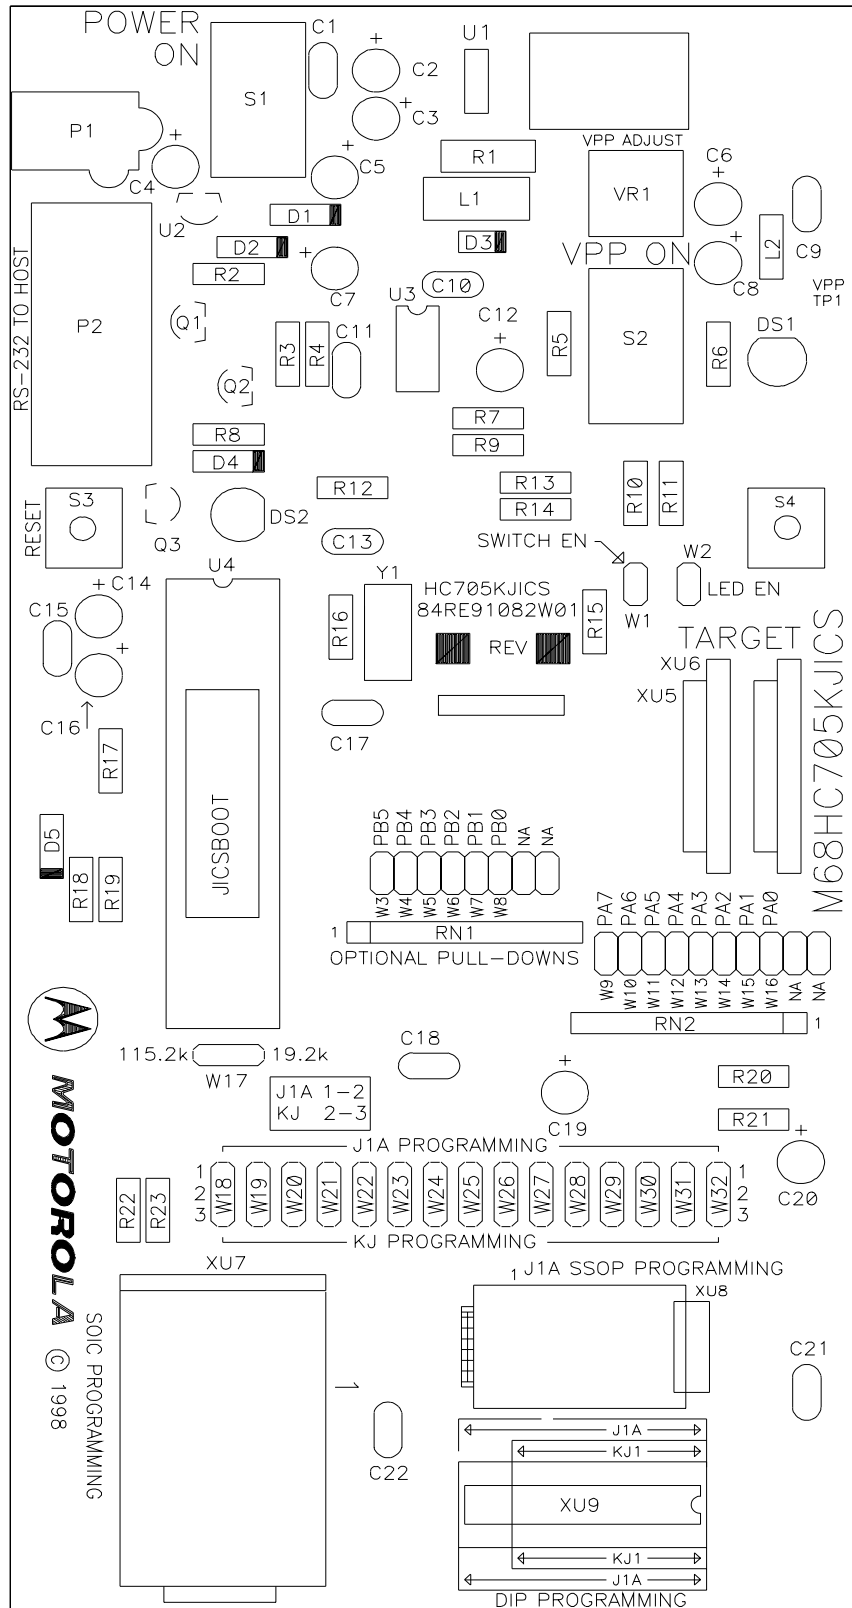 POWER
ON
C1
U1
C2
S1
C3
P1
VPP ADJUST
R1
C6
C5
C4
L1
VR1
D1
U2
D2
D3
VPP ON
L2
C9
R2
C7
C10
C8
VPP
TP1
RS-232 TO HOST
P2
Q1
U3
C11
C12
DS1
R3
R4
R5
S2
R6
Q2
R7
R8
R9
D4
S3
R12
R13
R10
R11
S4
RESET
DS2
R14
Q3
C13
SWITCH EN
W2
U4
Y1
C14
HC705KJICS
LED EN
C15
R16
84RE91082W01
R15
W1
REV
TARGET
XU6
XU5
C16
C17
R17
M68HC705KJICS
JICSBOOT
D5
PB5
PB4
PB3
PB2
PB1
PB0
NA
NA
R18
R19
W3
W4
W5
W6
W7
W8
PA7
PA6
PA5
PA4
PA3
PA2
PA1
PA0
1
RN1
OPTIONAL PULL-DOWNS
W9
W10
W11
W12
W13
W14
W15
W16
NA
NA
RN2
1
C18
115.2k
19.2k
W17
R20
J1A 1-2
KJ 2-3
C19
R21
MOTOROLA
J1A PROGRAMMING
C20
1
2
3
W18
W19
W20
W21
W22
W23
W24
W25
W26
W27
W28
W29
W30
W31
W32
1
2
3
R22
R23
KJ PROGRAMMING
XU7
1
J1A SSOP PROGRAMMING
XU8
© 1998
SOIC PROGRAMMING
C21
1
C22
J1A
KJ1
XU9
KJ1
J1A
DIP PROGRAMMING